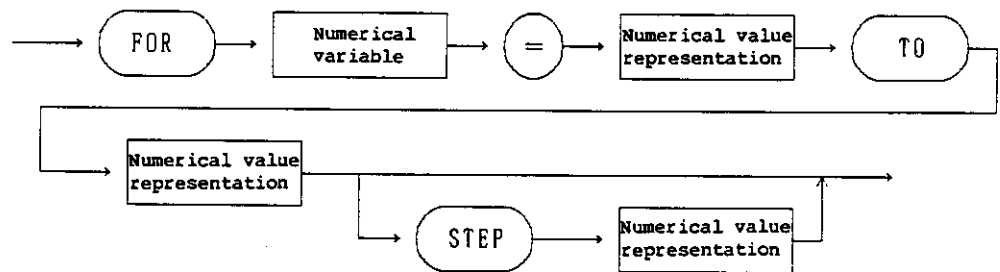 FOR
Numerical
variable
=
Numerical value
representation
TO
Numerical value
representation
STEP
Numerical value
representation